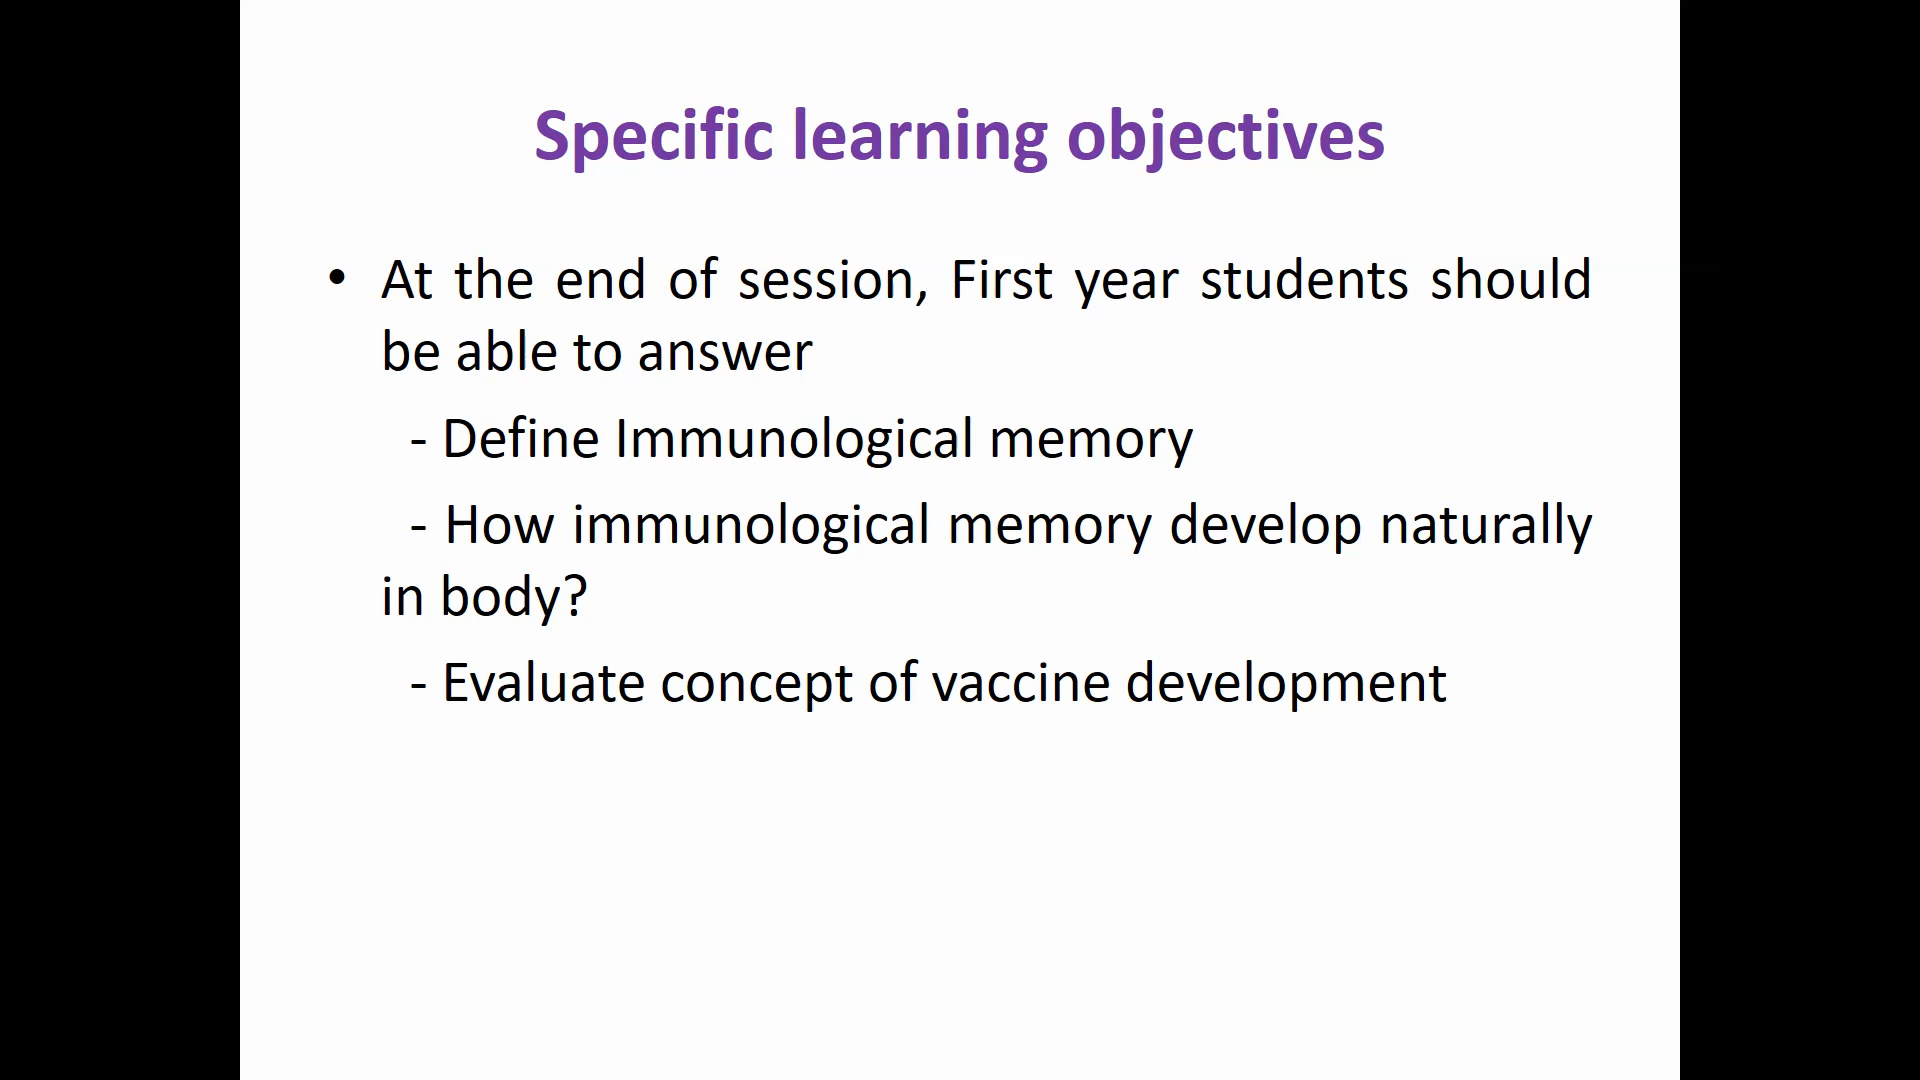 Specific learning objectives
• At the end of session, First year students should
be able to answer
- Define Immunological memory
- How immunological memory develop naturally
in body?
- Evaluate concept of vaccine development